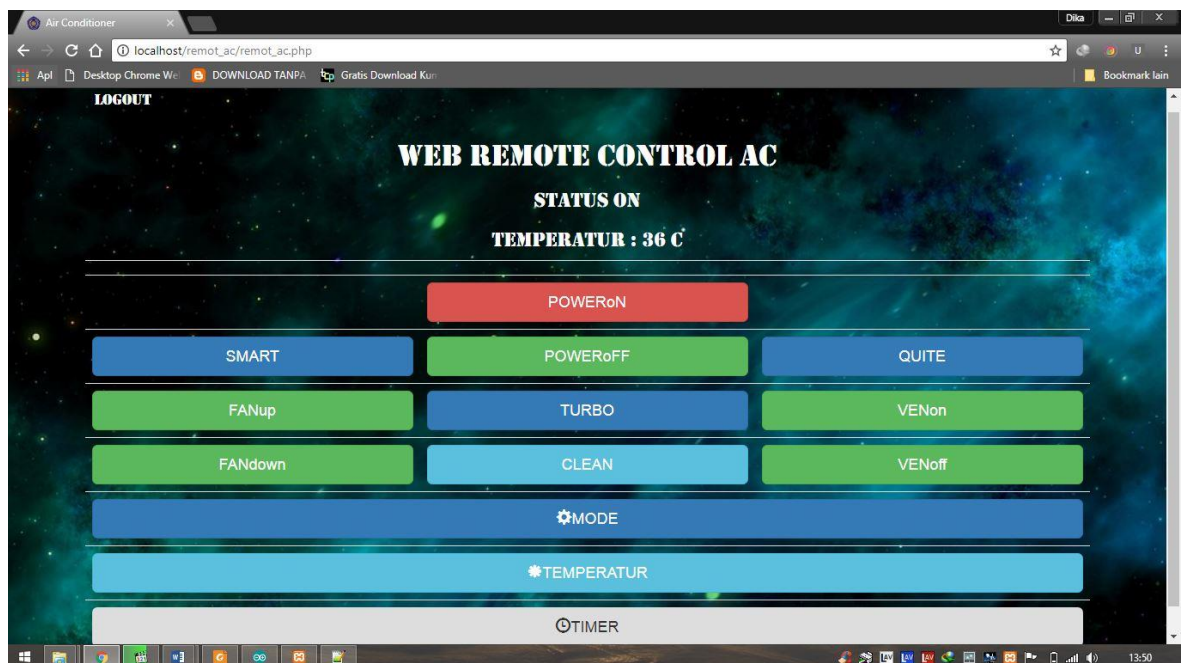 Air Conditioner
Dika
localhost/remot_ac/remot_ac.php
Apl Desktop Chrome We DOWNLOAD TANPA Gratis Download Kun Bookmark lain
LOGOUT
WEB REMOTE CONTROL AC
STATUS ON
TEMPERATUR : 36 C
POWERoN
SMART POWERoFF QUITE
FANup TURBO VENon
FANdown CLEAN VENoff
MODE
TEMPERATUR
TIMER
13:50